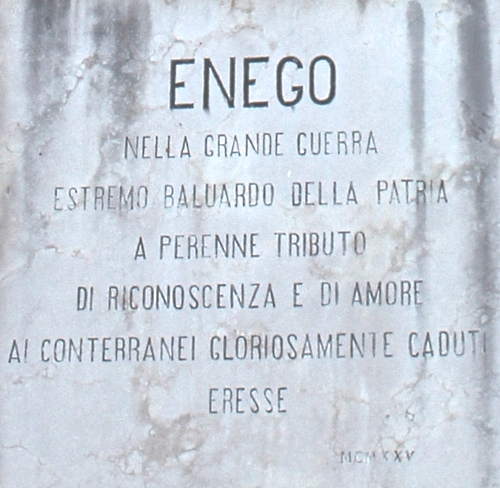 ENEGO
NELLA GRANDE GUERRA
ESTREMO BALUARDO DELLA PATRIA
A PERENNE TRIBUTO
DI RICONOSCENZA E DI AMORE
AI CONTERRANEI GLORIOSAMENTE CADUTI
ERESSE
MCMXXV